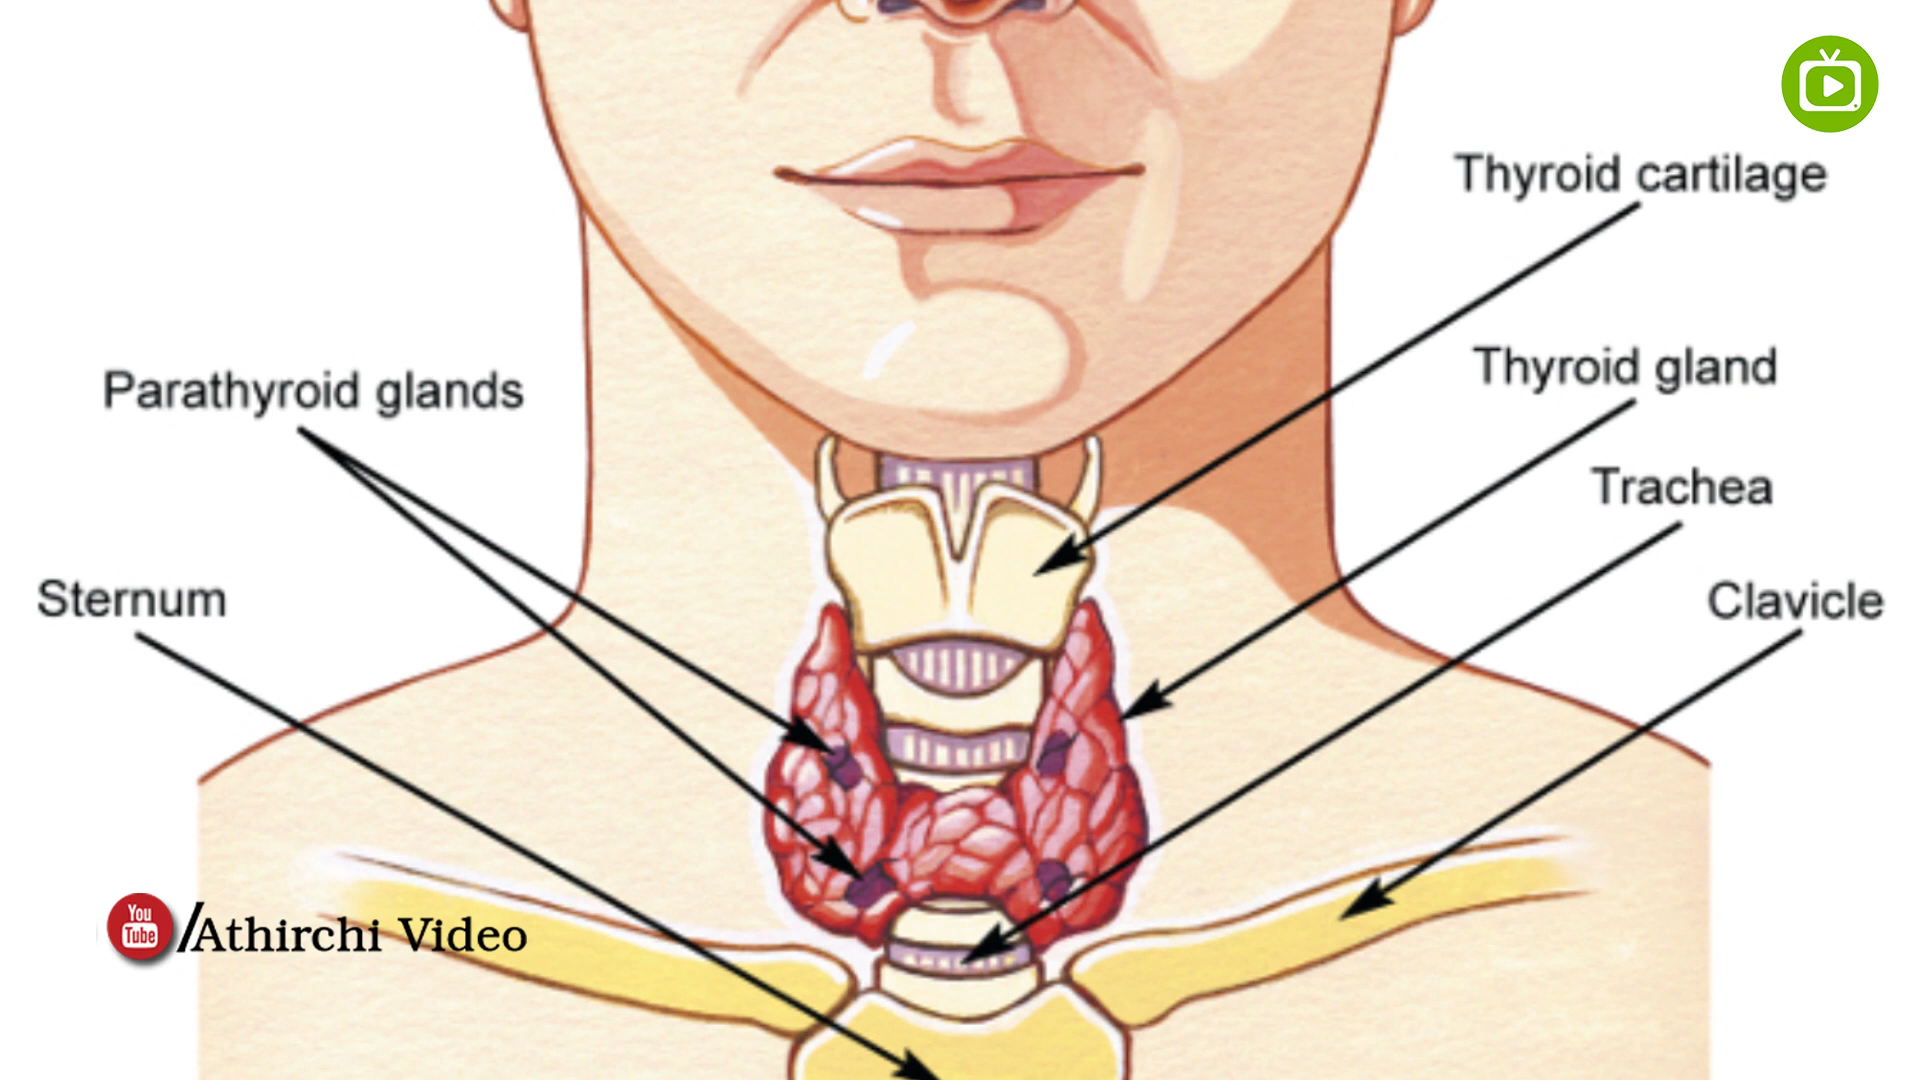 Thyroid cartilage
Thyroid gland
Parathyroid glands
Trachea
Sternum
Clavicle
You
Tube
/Athirchi Video